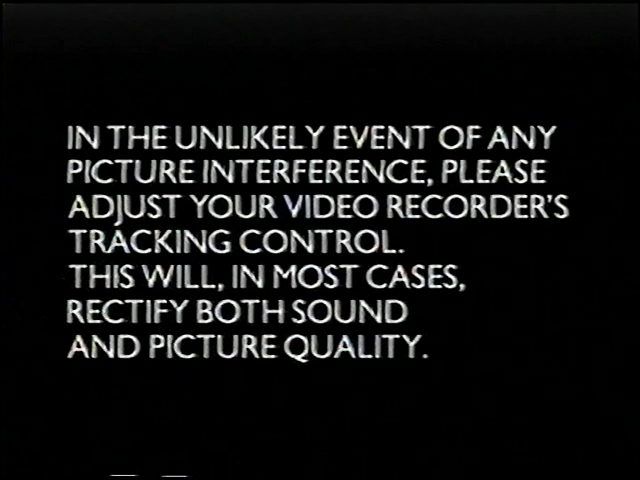 IN THE UNLIKELY EVENT OF ANY
PICTURE INTERFERENCE, PLEASE
ADJUST YOUR VIDEO RECORDER'S
TRACKING CONTROL.
THIS WILL, IN MOST CASES,
RECTIFY BOTH SOUND
AND PICTURE QUALITY.